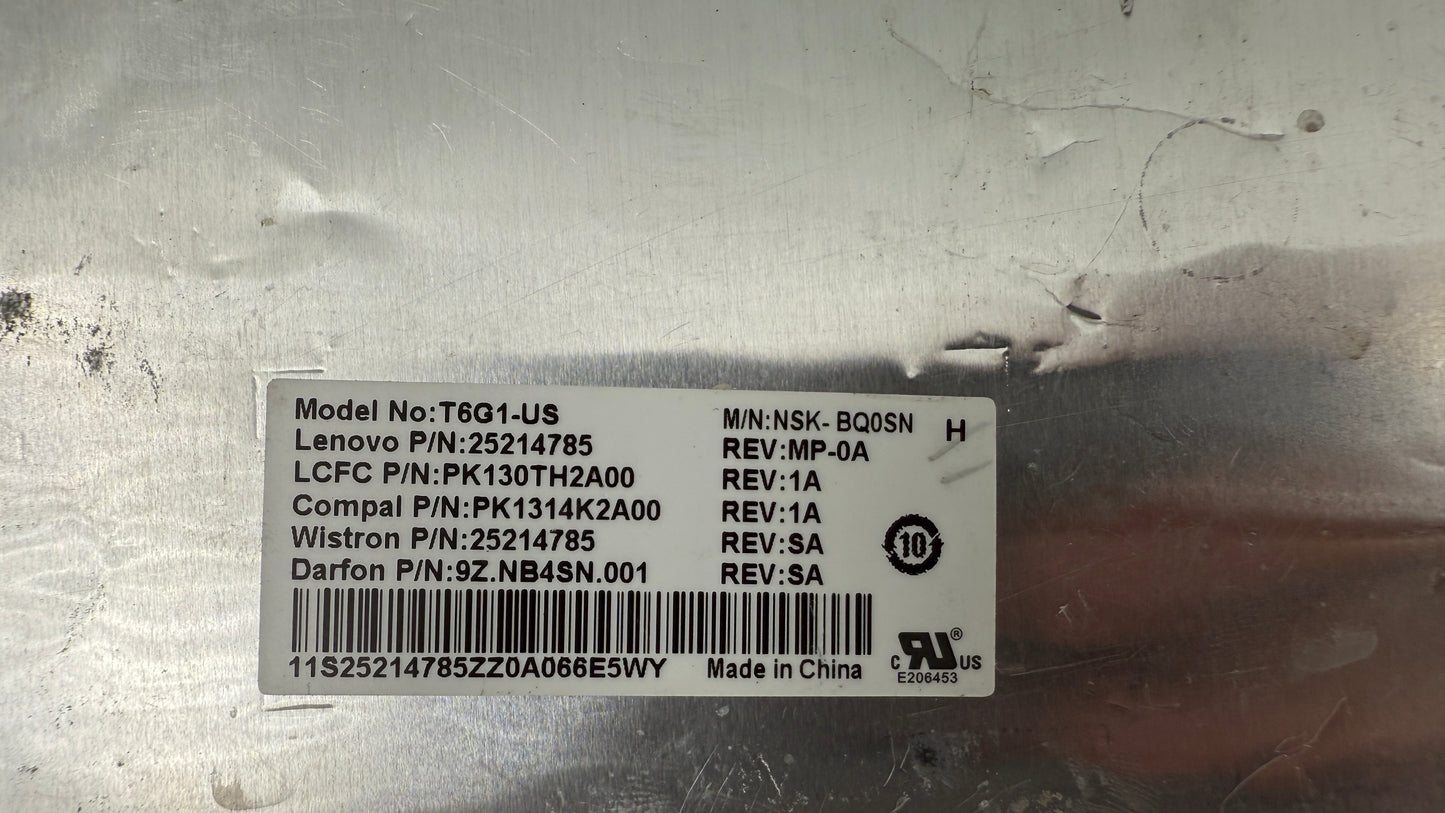 Model No:T6G1-US M/N:NSK- BQ0SN H
Lenovo P/N:25214785 REV:MP-0A
LCFC P/N:PK130TH2A00 REV:1A
Compal P/N:PK1314K2A00 REV:1A
Wistron P/N:25214785 REV:SA
Darfon P/N:9Z.NB4SN.001 REV:SA
10
11S25214785ZZ0A066E5WY Made in China
c RU ® US
E206453